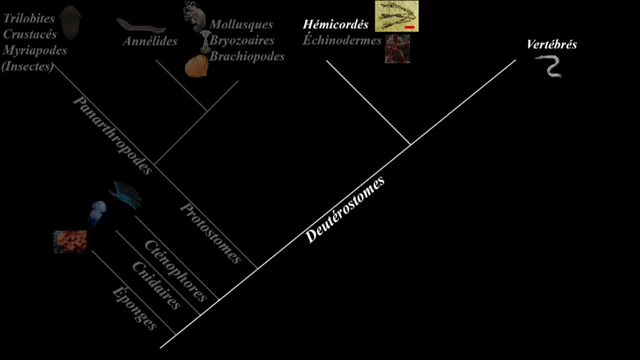 Trilobites
Crustacés
Myriapodes
(Insectes)
Annélides
Mollusques
Bryozoaires
Brachiopodes
Hémicordés
Échinodermes
Vertébrés
Panarthropodes
Protostomes
Deutérostomes
Cténophores
Cnidaires
Éponges